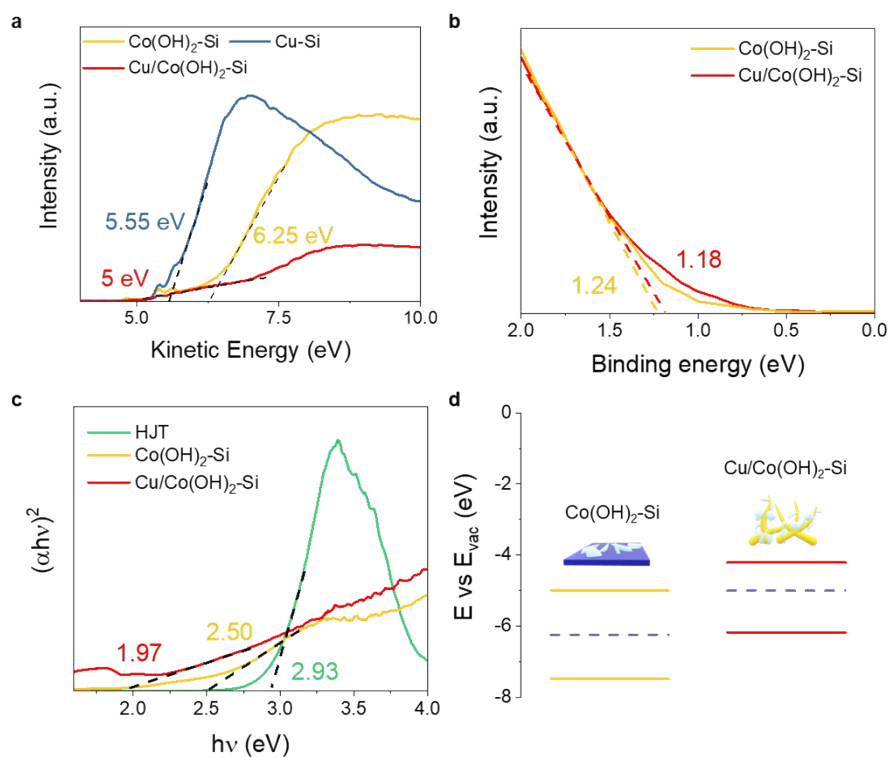 a
Co(OH)2-Si
Cu-Si
Cu/Co(OH)2-Si
Intensity (a.u.)
5.55 eV
6.25 eV
5 eV
5.0
7.5
10.0
Kinetic Energy (eV)
b
Co(OH)2-Si
Cu/Co(OH)2-Si
Intensity (a.u.)
1.18
1.24
2.0
1.5
1.0
0.5
0.0
Binding energy (eV)
c
HJT
Co(OH)2-Si
Cu/Co(OH)2-Si
(αhν)2
1.97
2.50
2.93
2.0
2.5
3.0
3.5
4.0
hν (eV)
d
E vs Evac (eV)
0
-2
-4
-6
-8
Co(OH)2-Si
Cu/Co(OH)2-Si